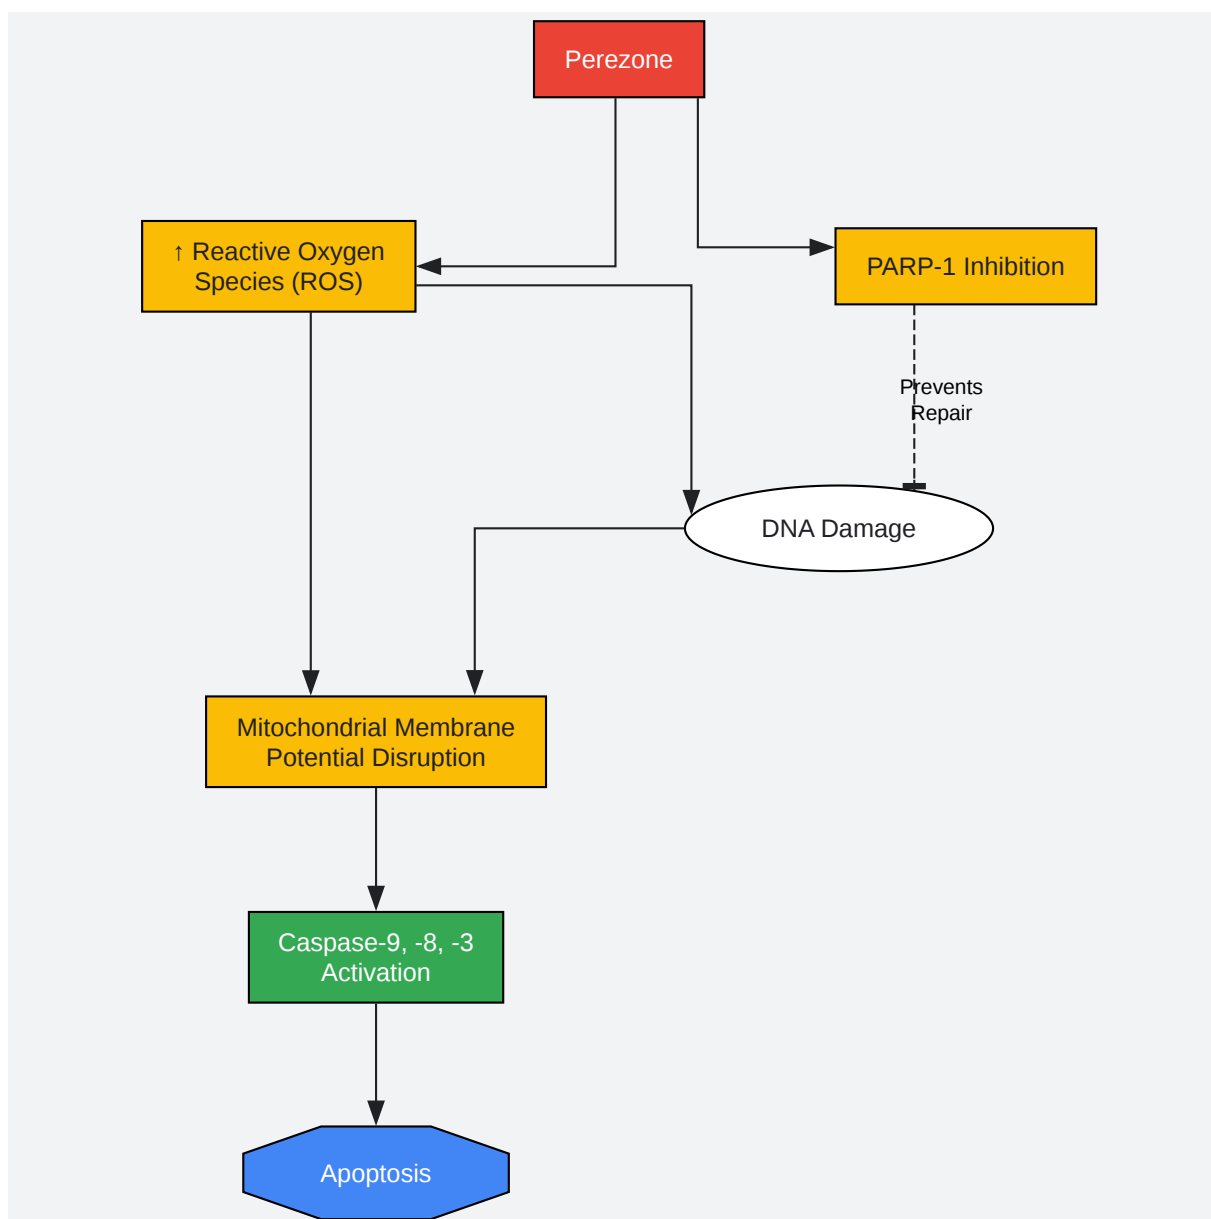 Perezone
↑ Reactive Oxygen
Species (ROS)
PARP-1 Inhibition
Prevents
Repair
DNA Damage
Mitochondrial Membrane
Potential Disruption
Caspase-9, -8, -3
Activation
Apoptosis